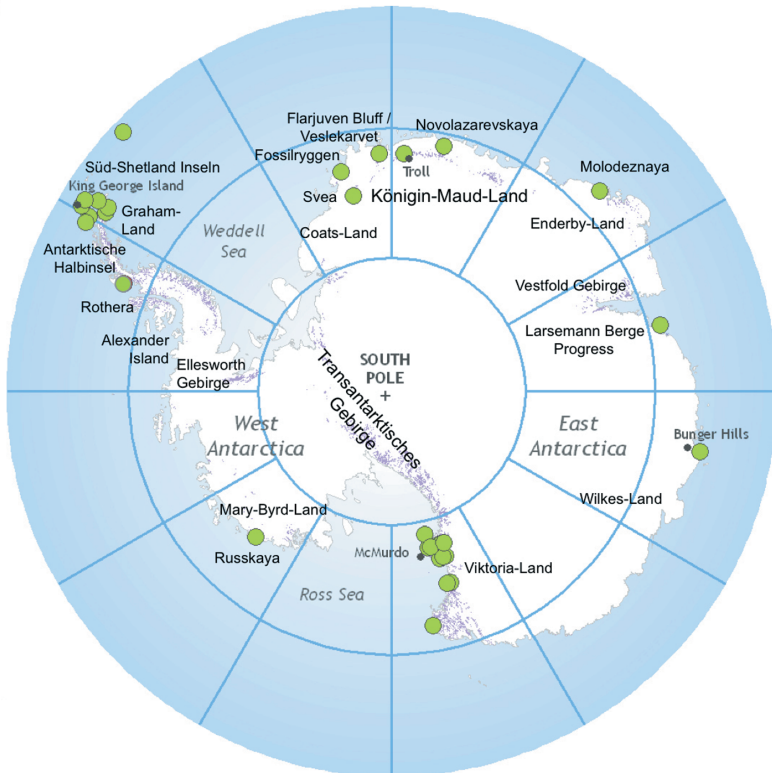 Flarjuven Bluff /
Veslekarvet
Novolazarevskaya
Fossilryggen
Troll
Molodeznaya
Süd-Shetland Inseln
King George Island
Svea
Königin-Maud-Land
Graham-
Land
Enderby-Land
Weddell
Sea
Coats-Land
Antarktische
Halbinsel
Vestfold Gebirge
Rothera
Larsemann Berge
Progress
Alexander
Island
Ellesworth
Gebirge
SOUTH
POLE
+
Transantarktisches
Gebirge
West
Antarctica
East
Antarctica
Bunger Hills
Wilkes-Land
Mary-Byrd-Land
Russkaya
McMurdo
Viktoria-Land
Ross Sea